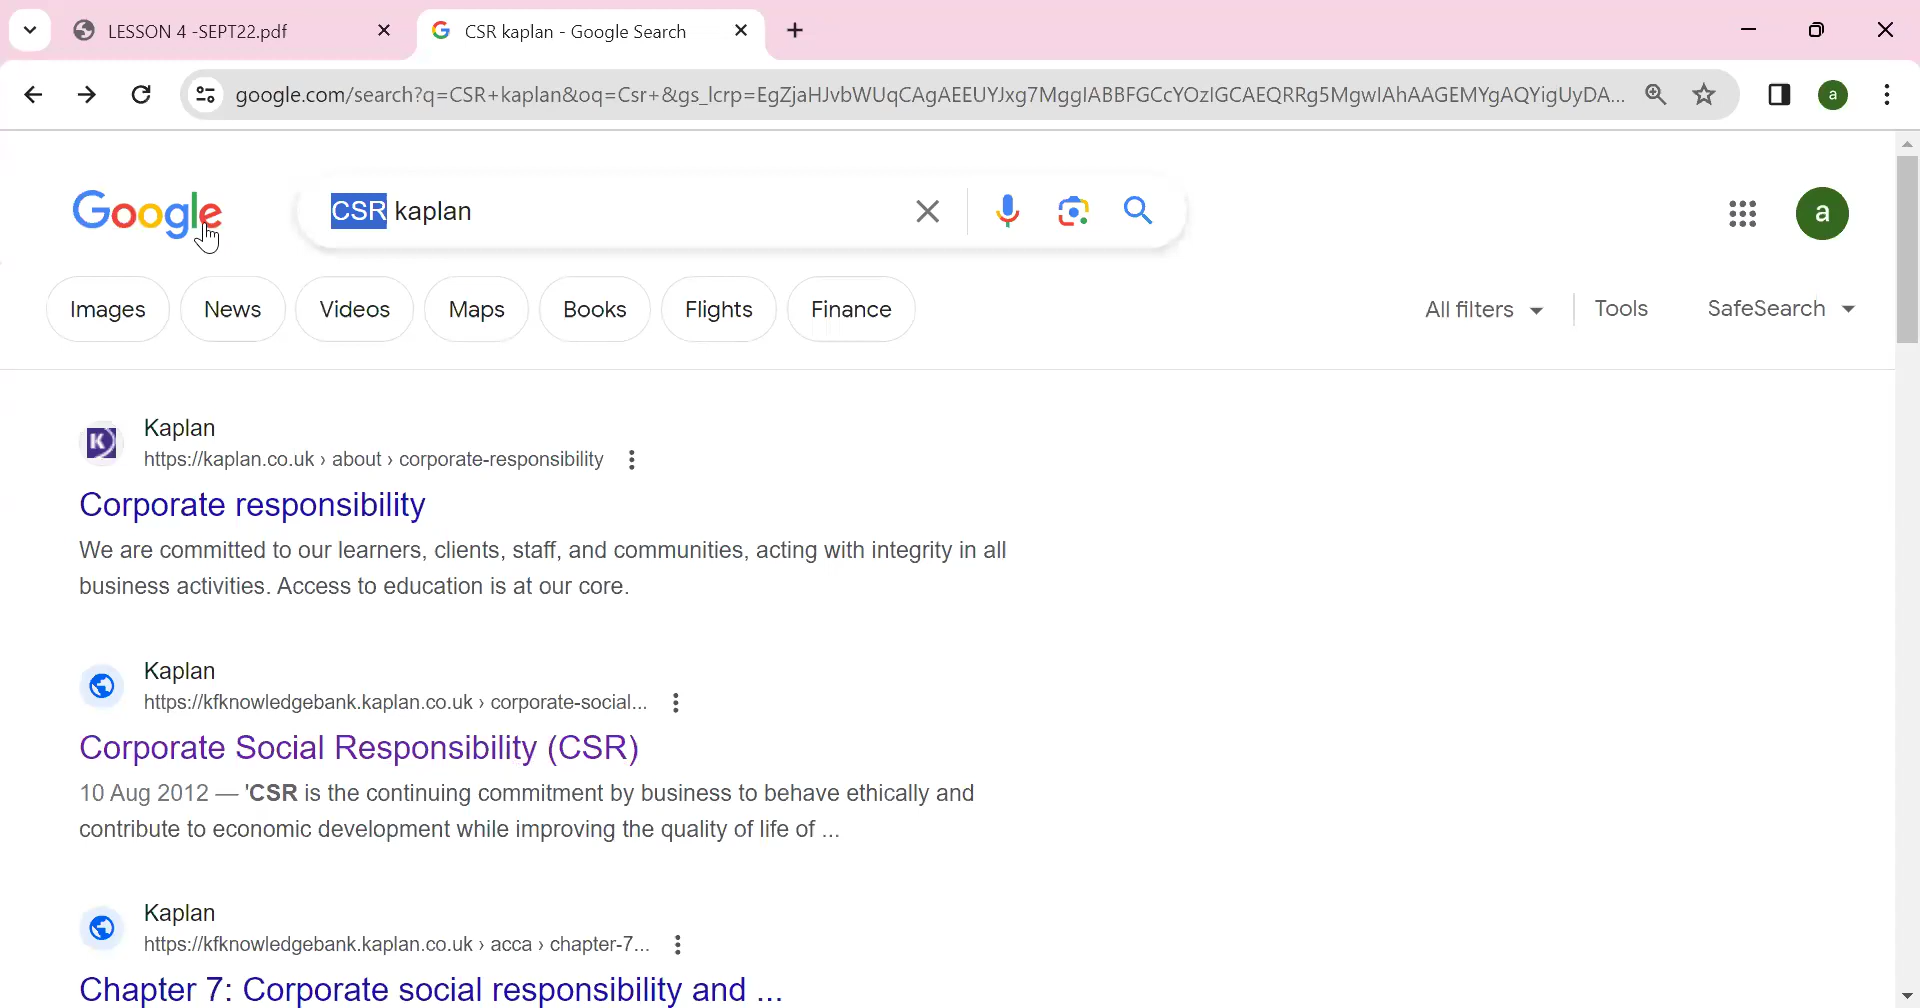 LESSON 4 -SEPT22.pdf
CSR kaplan - Google Search
google.com/search?q=CSR+kaplan&oq=Csr+&gs_lcrp=EgZjaHJvbWUqCAgAEEUYJxg7MggIABBFGCcYOzIGCAEQRRg5MgwIAhAAGEMYgAQYigUyDA...
a
Google
CSR kaplan
a
Images
News
Videos
Maps
Books
Flights
Finance
All filters
Tools
SafeSearch
K
Kaplan
https://kaplan.co.uk › about › corporate-responsibility
Corporate responsibility
We are committed to our learners, clients, staff, and communities, acting with integrity in all
business activities. Access to education is at our core.
Kaplan
https://kfknowledgebank.kaplan.co.uk › corporate-social...
Corporate Social Responsibility (CSR)
10 Aug 2012 — 'CSR is the continuing commitment by business to behave ethically and
contribute to economic development while improving the quality of life of ...
Kaplan
https://kfknowledgebank.kaplan.co.uk › acca › chapter-7...
Chapter 7: Corporate social responsibility and ...